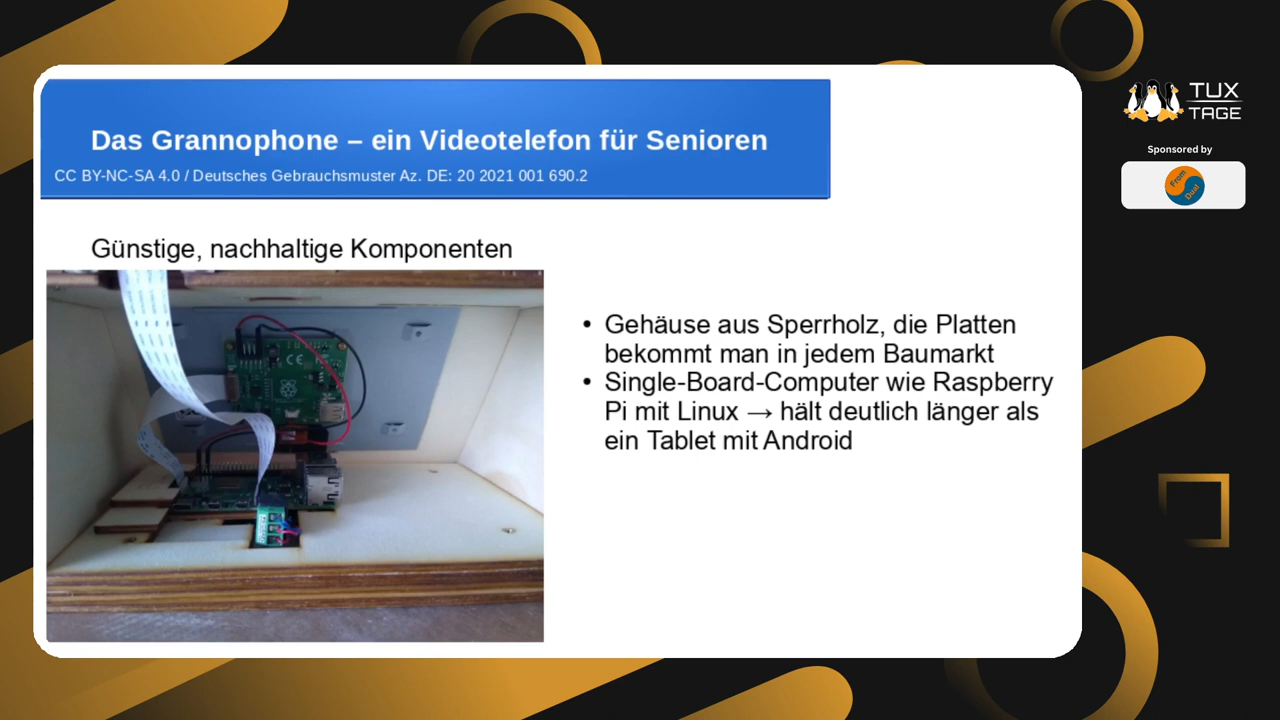 Das Grannophone – ein Videotelefon für Senioren
CC BY-NC-SA 4.0 / Deutsches Gebrauchsmuster Az. DE: 20 2021 001 690.2
Günstige, nachhaltige Komponenten
• Gehäuse aus Sperrholz, die Platten
bekommt man in jedem Baumarkt
• Single-Board-Computer wie Raspberry
Pi mit Linux → hält deutlich länger als
ein Tablet mit Android
TUX
TAGE
Sponsored by
From
Dual